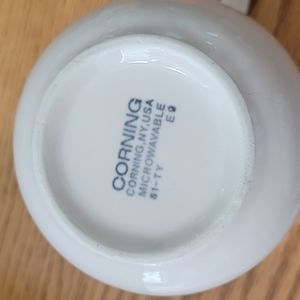 CORNING
CORNING, NY, USA
MICROWAVABLE
81-TY E9